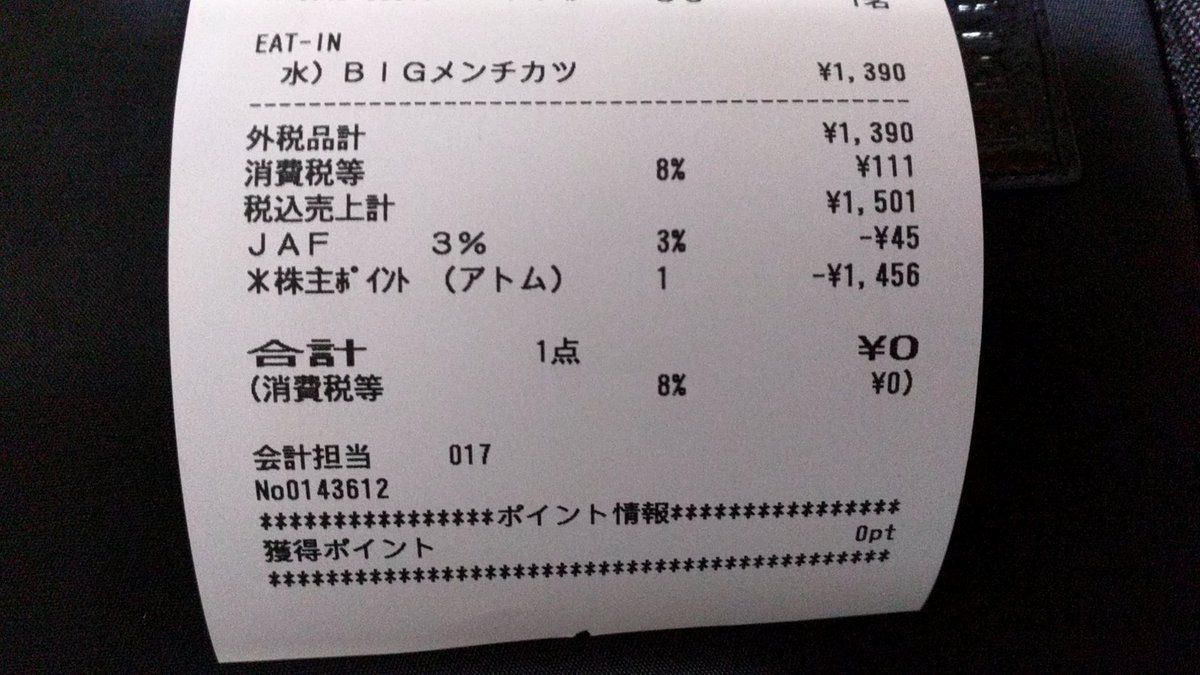 EAT-IN
水）ＢＩＧメンチカツ ¥1,390
外税品計 ¥1,390
消費税等 8% ¥111
税込売上計 ¥1,501
ＪＡＦ ３％ 3% -¥45
＊株主ﾎﾟｲﾝﾄ（アトム） 1 -¥1,456
合計 1点 ¥0
(消費税等 8% ¥0)
会計担当 017
No0143612
****************ポイント情報****************
獲得ポイント 0pt
******************************************